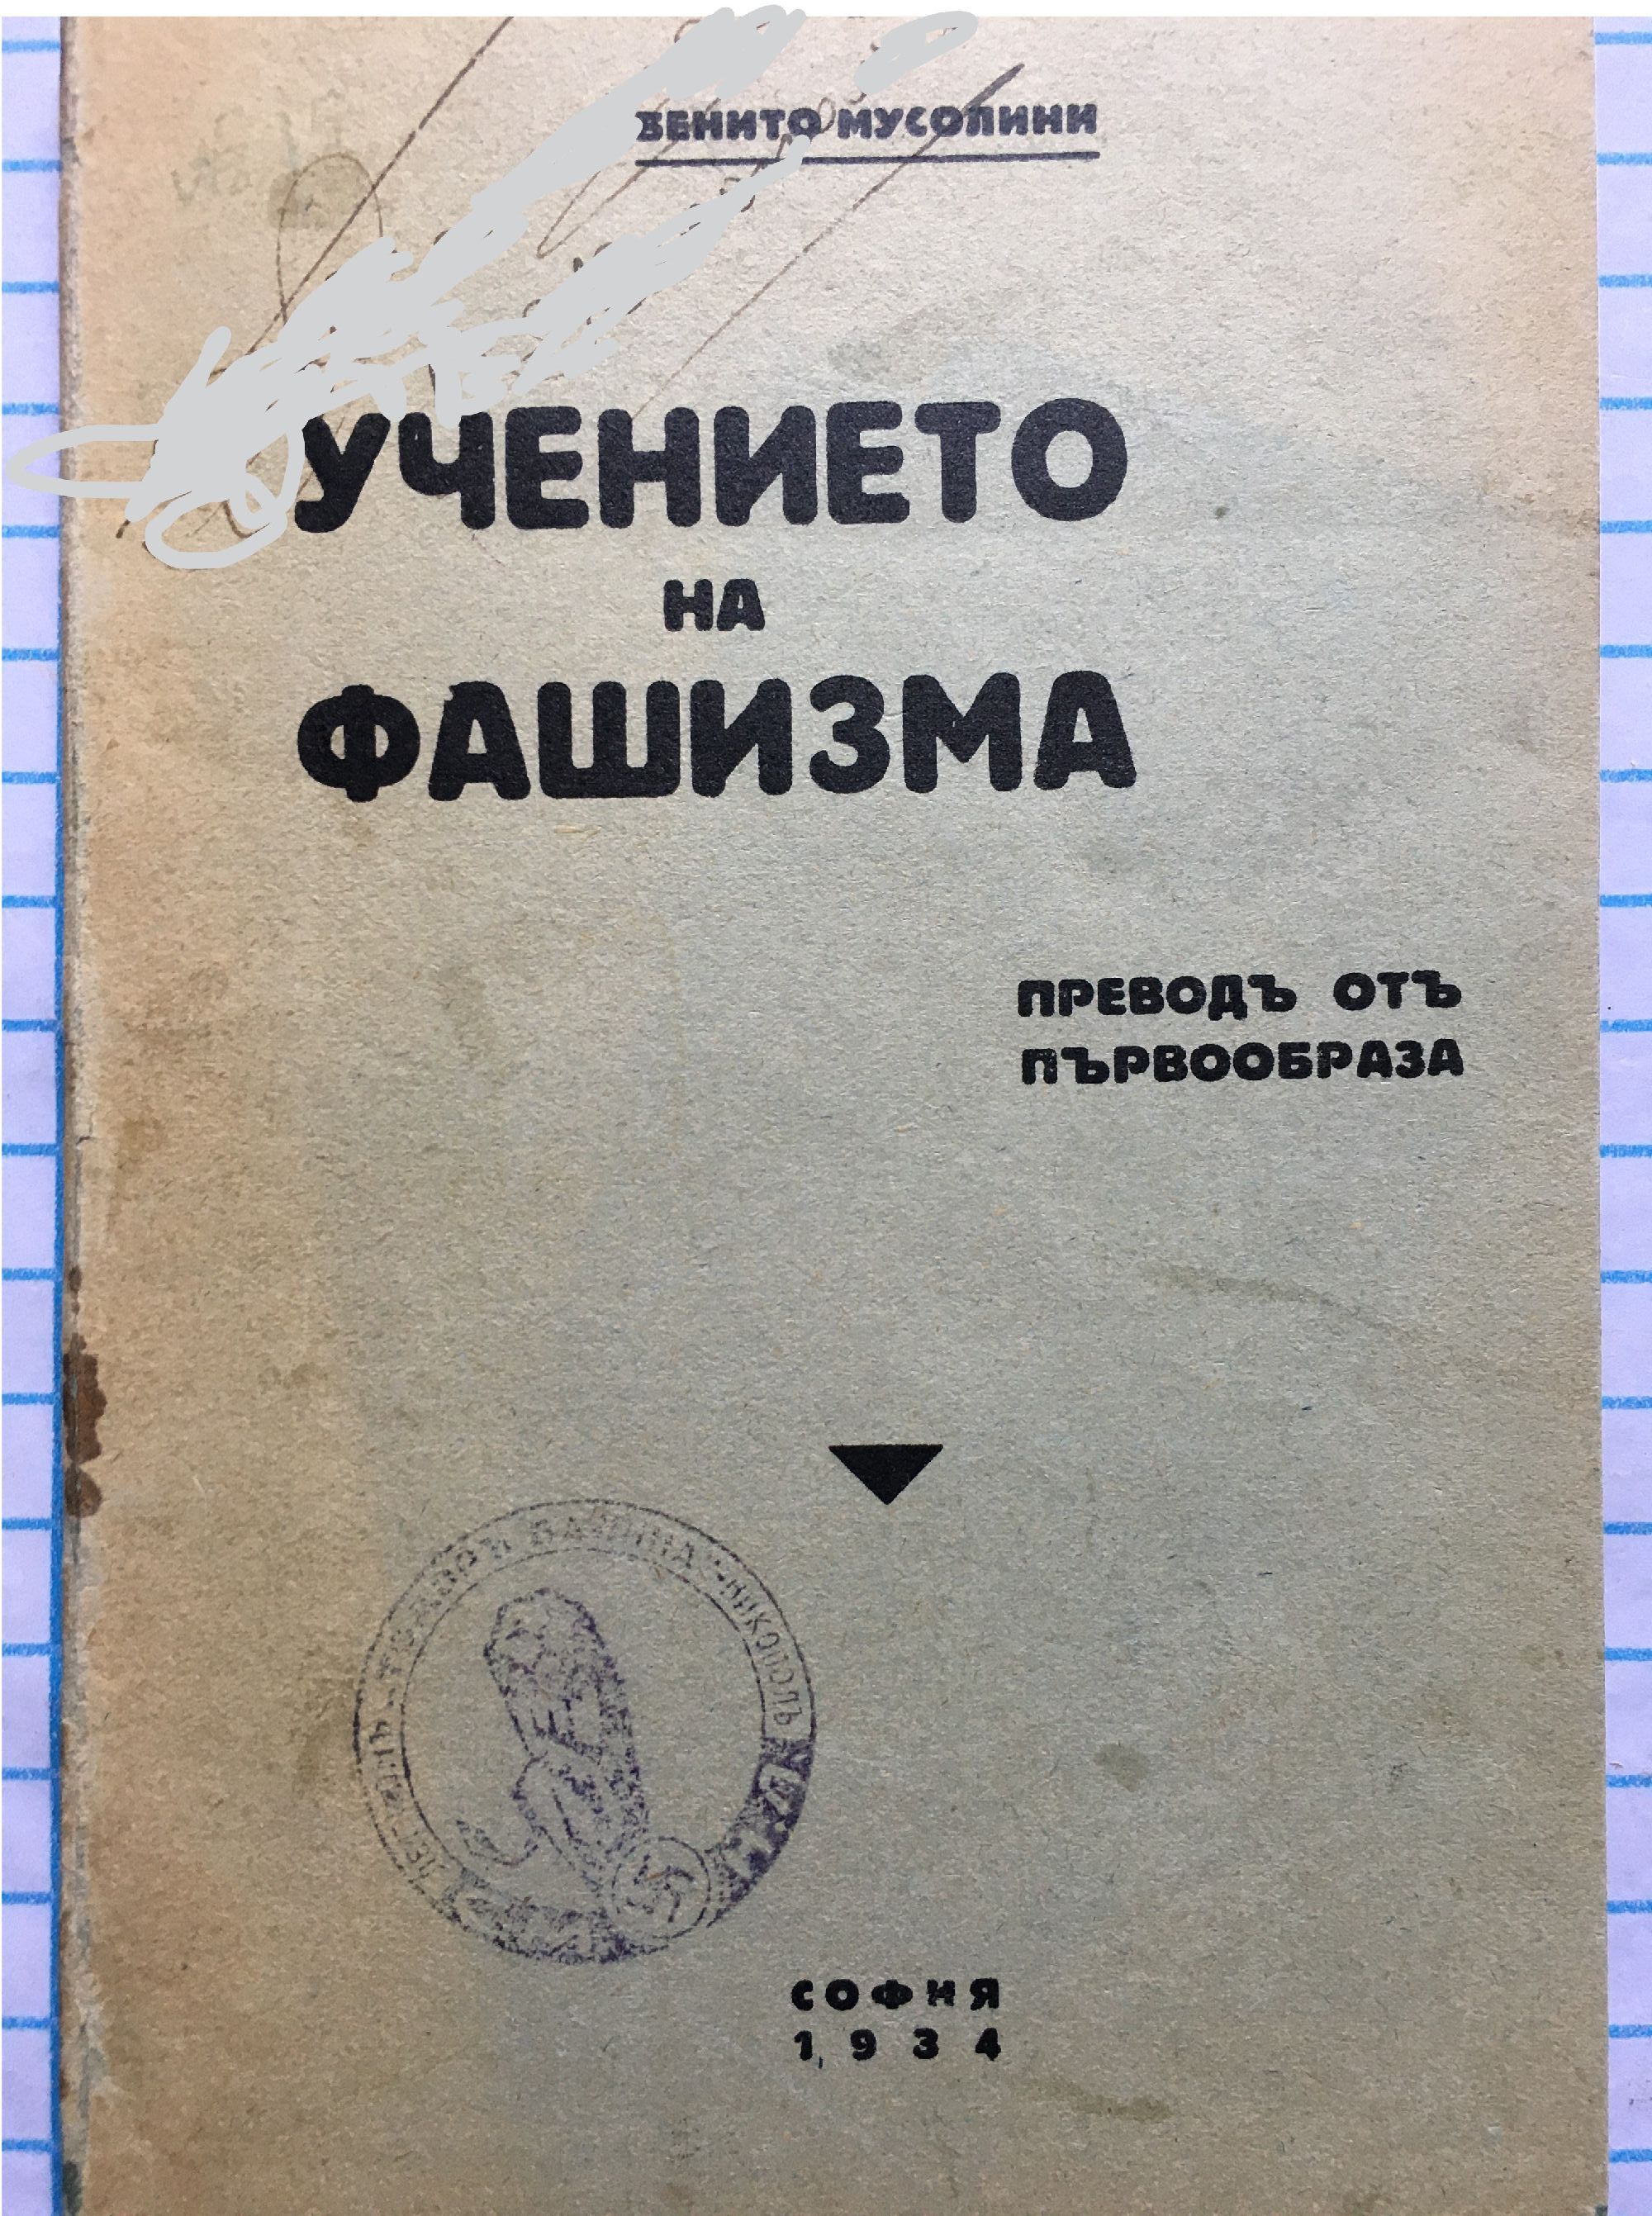 БЕНИТО МУСОЛИНИ
УЧЕНИЕТО
НА
ФАШИЗМА
ПРЕВОДЪ ОТЪ
ПЪРВООБРАЗА
СОФИЯ
1934